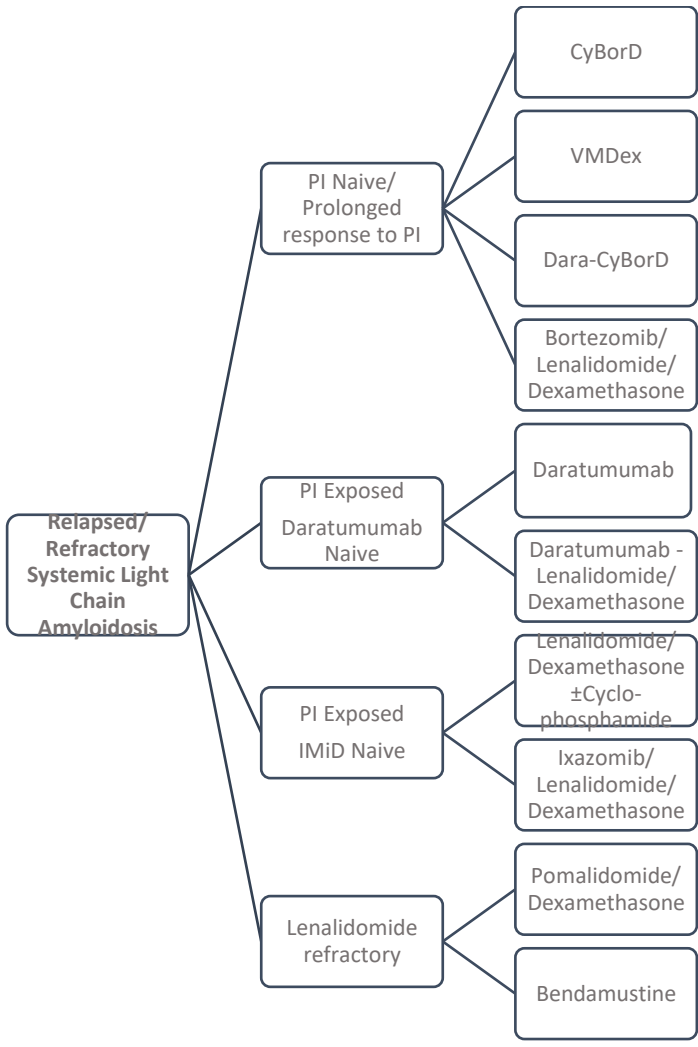 Relapsed/
Refractory
Systemic Light
Chain
Amyloidosis
PI Naive/
Prolonged
response to PI
CyBorD
VMDex
Dara-CyBorD
Bortezomib/
Lenalidomide/
Dexamethasone
PI Exposed
Daratumumab
Naive
Daratumumab
Daratumumab -
Lenalidomide/
Dexamethasone
PI Exposed
IMiD Naive
Lenalidomide/
Dexamethasone
±Cyclo-
phosphamide
Ixazomib/
Lenalidomide/
Dexamethasone
Lenalidomide
refractory
Pomalidomide/
Dexamethasone
Bendamustine